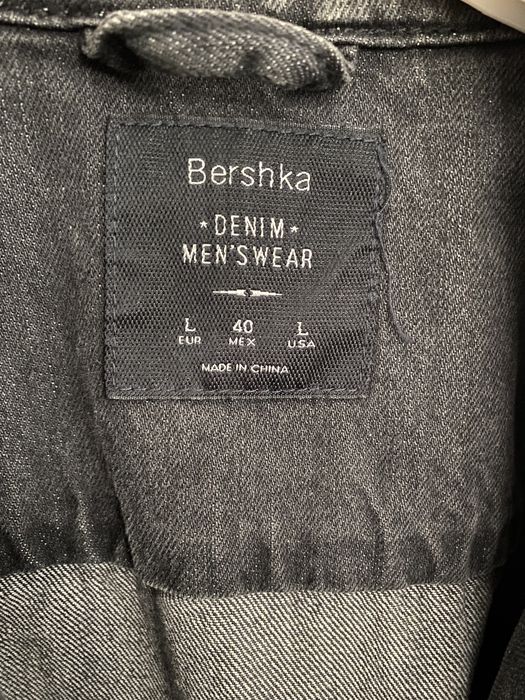 Bershka
★DENIM★
MEN'SWEAR
L 40 L
EUR MEX USA
MADE IN CHINA